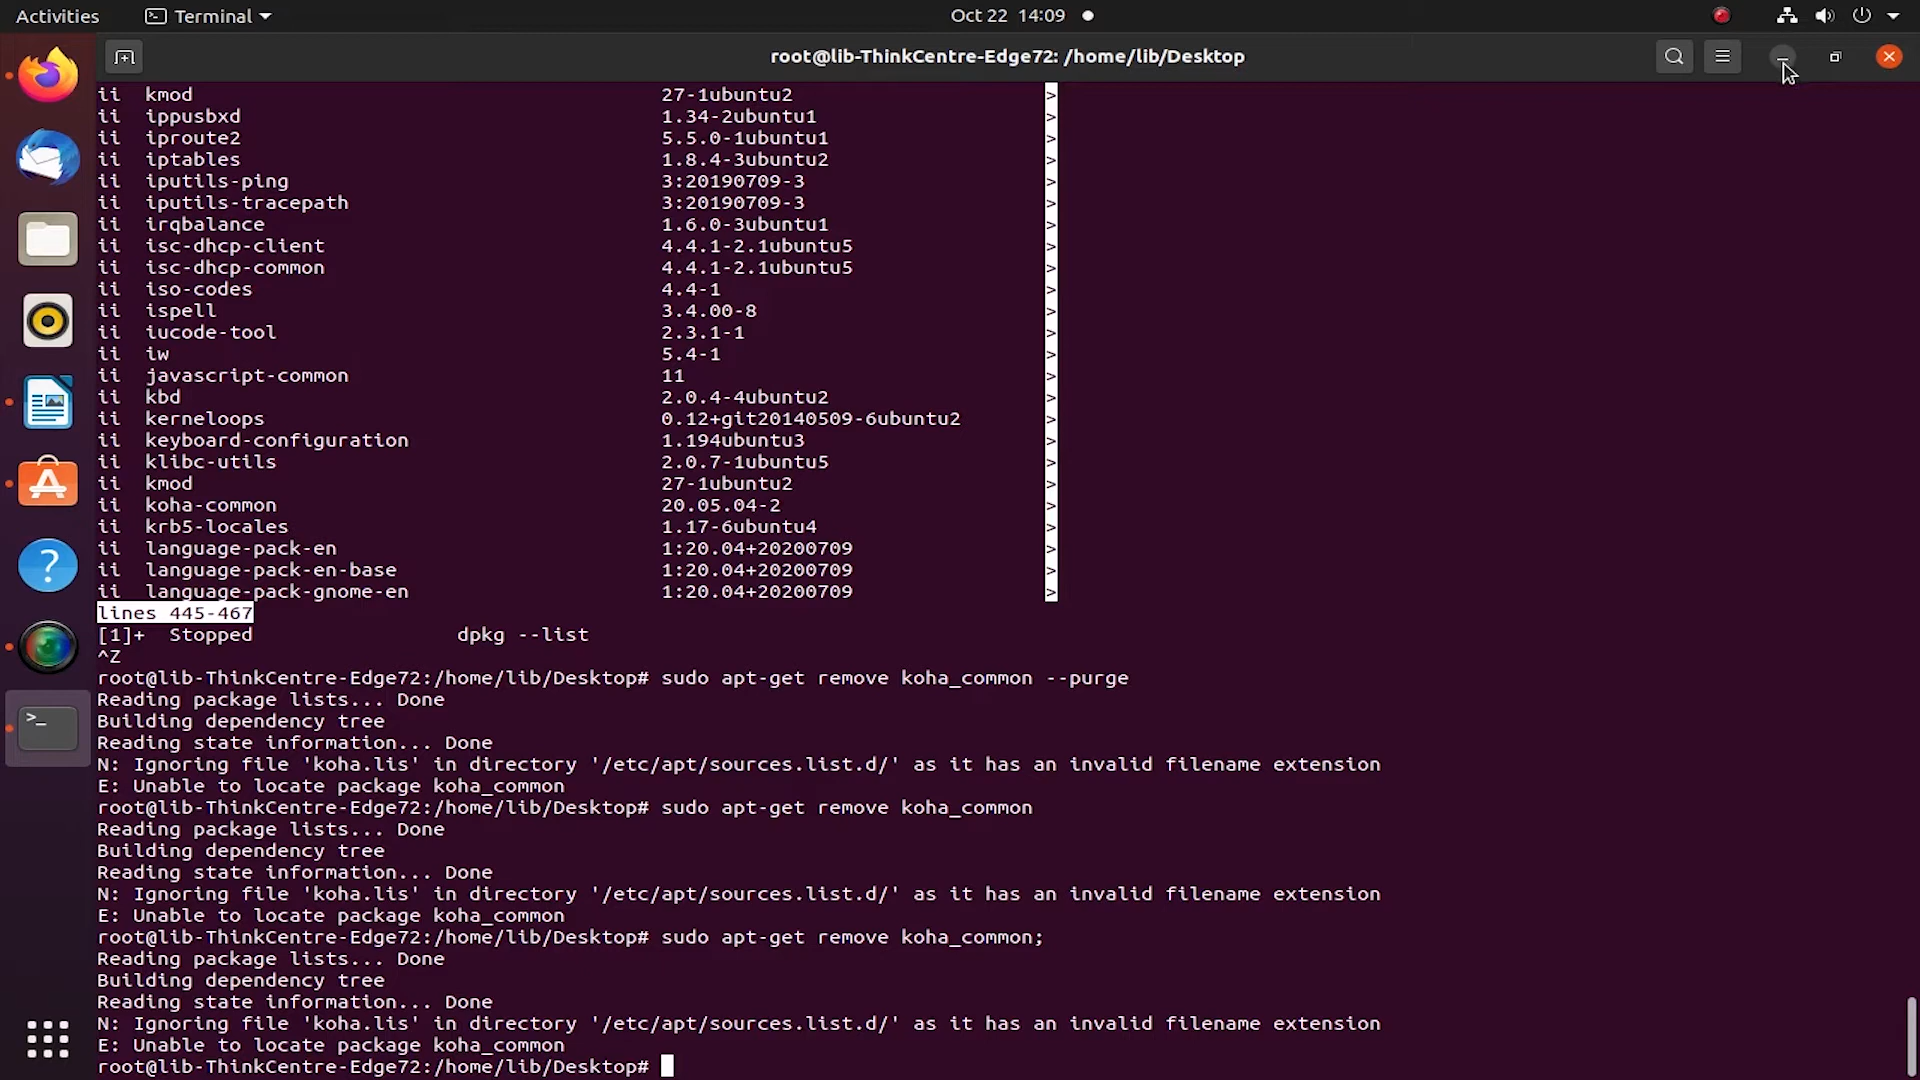 Activities Terminal Oct 22 14:09
root@lib-ThinkCentre-Edge72: /home/lib/Desktop
ii kmod 27-1ubuntu2 >
ii ippusbxd 1.34-2ubuntu1 >
ii iproute2 5.5.0-1ubuntu1 >
ii iptables 1.8.4-3ubuntu2 >
ii iputils-ping 3:20190709-3 >
ii iputils-tracepath 3:20190709-3 >
ii irqbalance 1.6.0-3ubuntu1 >
ii isc-dhcp-client 4.4.1-2.1ubuntu5 >
ii isc-dhcp-common 4.4.1-2.1ubuntu5 >
ii iso-codes 4.4-1 >
ii ispell 3.4.00-8 >
ii iucode-tool 2.3.1-1 >
ii iw 5.4-1 >
ii javascript-common 11 >
ii kbd 2.0.4-4ubuntu2 >
ii kerneloops 0.12+git20140509-6ubuntu2 >
ii keyboard-configuration 1.194ubuntu3 >
ii klibc-utils 2.0.7-1ubuntu5 >
ii kmod 27-1ubuntu2 >
ii koha-common 20.05.04-2 >
ii krb5-locales 1.17-6ubuntu4 >
ii language-pack-en 1:20.04+20200709 >
ii language-pack-en-base 1:20.04+20200709 >
ii language-pack-gnome-en 1:20.04+20200709 >
lines 445-467
[1]+ Stopped dpkg --list
^Z
root@lib-ThinkCentre-Edge72:/home/lib/Desktop# sudo apt-get remove koha_common --purge
Reading package lists... Done
Building dependency tree
Reading state information... Done
N: Ignoring file 'koha.lis' in directory '/etc/apt/sources.list.d/' as it has an invalid filename extension
E: Unable to locate package koha_common
root@lib-ThinkCentre-Edge72:/home/lib/Desktop# sudo apt-get remove koha_common
Reading package lists... Done
Building dependency tree
Reading state information... Done
N: Ignoring file 'koha.lis' in directory '/etc/apt/sources.list.d/' as it has an invalid filename extension
E: Unable to locate package koha_common
root@lib-ThinkCentre-Edge72:/home/lib/Desktop# sudo apt-get remove koha_common;
Reading package lists... Done
Building dependency tree
Reading state information... Done
N: Ignoring file 'koha.lis' in directory '/etc/apt/sources.list.d/' as it has an invalid filename extension
E: Unable to locate package koha_common
root@lib-ThinkCentre-Edge72:/home/lib/Desktop#